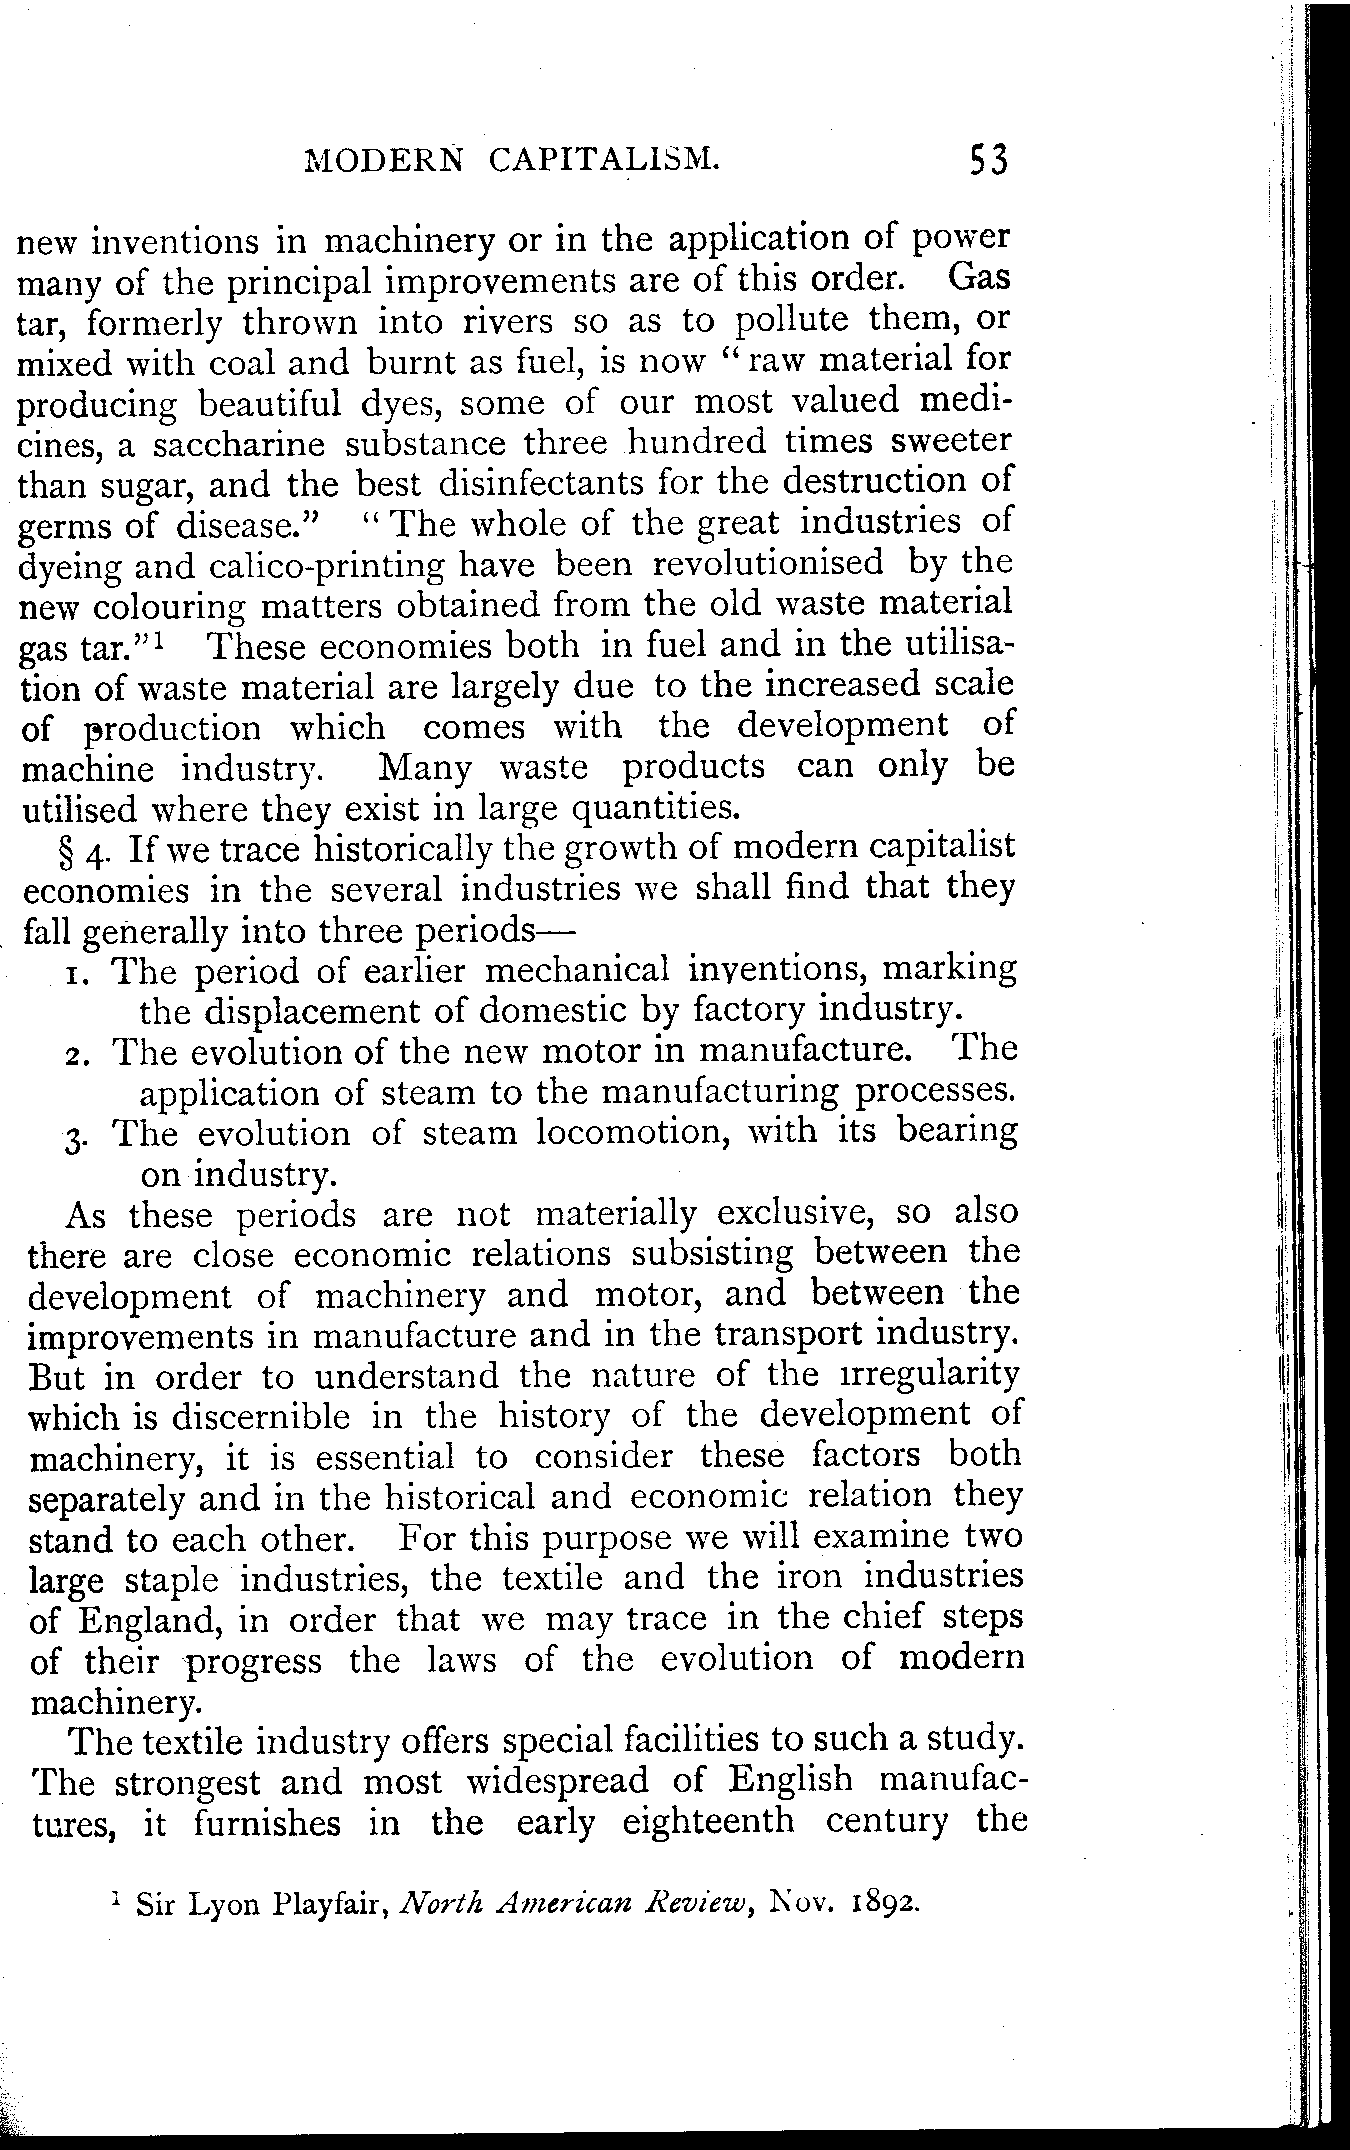 MODERN CAPITALISM. 53
new inventions in machinery or in the application of power
many of the principal improvements are of this order. Gas
tar, formerly thrown into rivers so as to pollute them, or
mixed with coal and burnt as fuel, is now “ raw material for
producing beautiful dyes, some of our most valued medi-
cines, a saccharine substance three hundred times sweeter
than sugar, and the best disinfectants for the destruction of
germs of disease.” “ The whole of the great industries of
dyeing and calico-printing have been revolutionised by the
new colouring matters obtained from the old waste material
gas tar.”¹ These economies both in fuel and in the utilisa-
tion of waste material are largely due to the increased scale
of production which comes with the development of
machine industry. Many waste products can only be
utilised where they exist in large quantities.
§ 4. If we trace historically the growth of modern capitalist
economies in the several industries we shall find that they
fall generally into three periods—
1. The period of earlier mechanical inventions, marking
the displacement of domestic by factory industry.
2. The evolution of the new motor in manufacture. The
application of steam to the manufacturing processes.
3. The evolution of steam locomotion, with its bearing
on industry.
As these periods are not materially exclusive, so also
there are close economic relations subsisting between the
development of machinery and motor, and between the
improvements in manufacture and in the transport industry.
But in order to understand the nature of the irregularity
which is discernible in the history of the development of
machinery, it is essential to consider these factors both
separately and in the historical and economic relation they
stand to each other. For this purpose we will examine two
large staple industries, the textile and the iron industries
of England, in order that we may trace in the chief steps
of their progress the laws of the evolution of modern
machinery.
The textile industry offers special facilities to such a study.
The strongest and most widespread of English manufac-
tures, it furnishes in the early eighteenth century the
¹ Sir Lyon Playfair, North American Review, Nov. 1892.